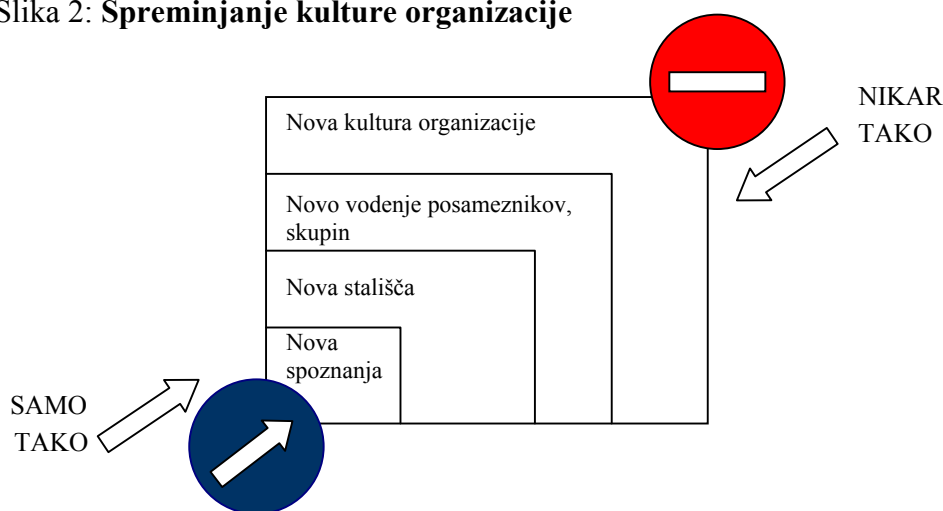 Slika 2: Spreminjanje kulture organizacije
NIKAR
TAKO
Nova kultura organizacije
Novo vodenje posameznikov,
skupin
Nova stališča
Nova
spoznanja
SAMO
TAKO